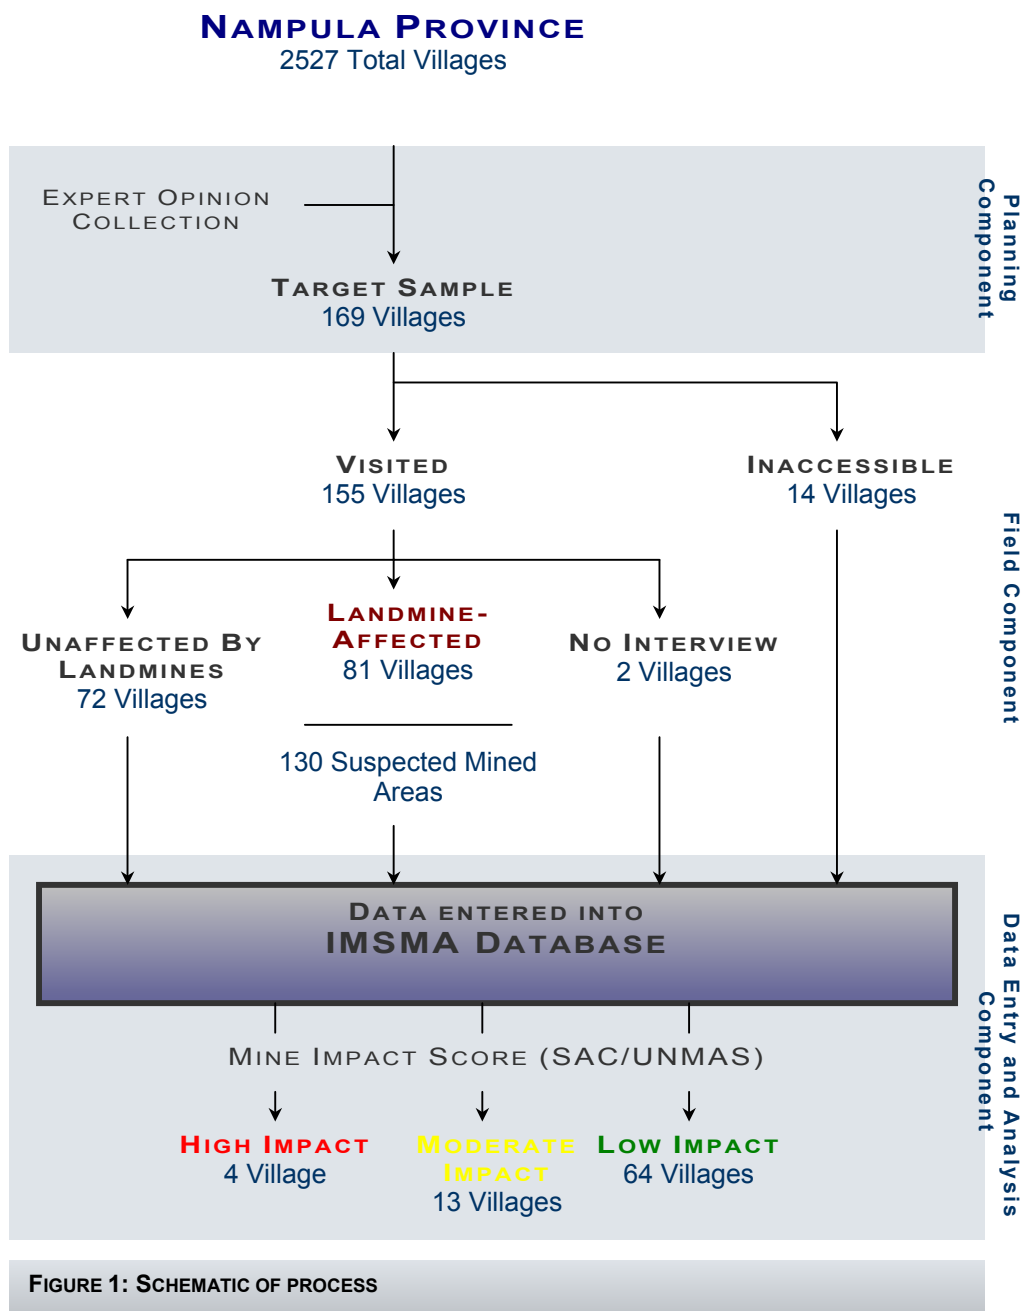 NAMPULA PROVINCE
2527 Total Villages
EXPERT OPINION
COLLECTION
TARGET SAMPLE
169 Villages
Planning
Component
VISITED
155 Villages
INACCESSIBLE
14 Villages
UNAFFECTED BY
LANDMINES
72 Villages
LANDMINE-
AFFECTED
81 Villages
130 Suspected Mined
Areas
NO INTERVIEW
2 Villages
Field Component
DATA ENTERED INTO
IMSMA DATABASE
MINE IMPACT SCORE (SAC/UNMAS)
HIGH IMPACT
4 Village
MODERATE
IMPACT
13 Villages
LOW IMPACT
64 Villages
Data Entry and Analysis
Component
FIGURE 1: SCHEMATIC OF PROCESS